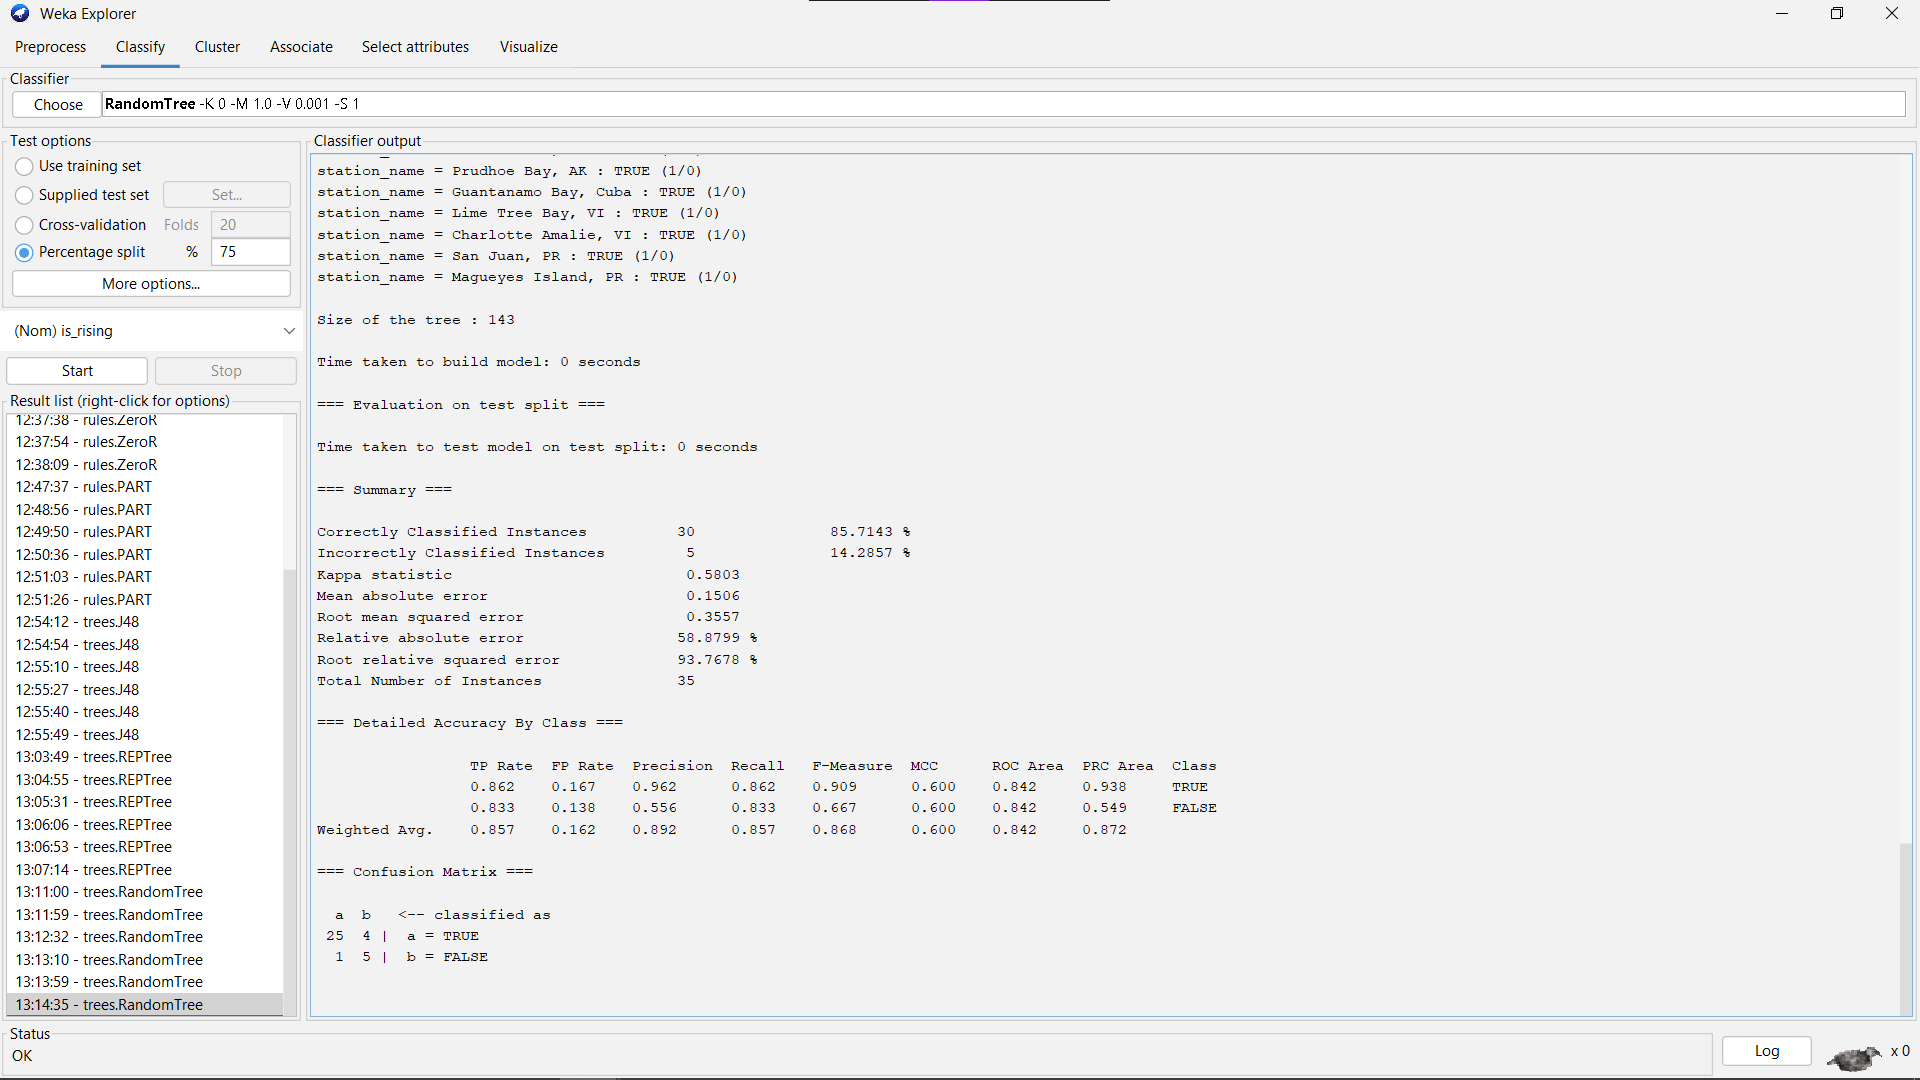 Weka Explorer
Preprocess Classify Cluster Associate Select attributes Visualize
Classifier
Choose RandomTree -K 0 -M 1.0 -V 0.001 -S 1
Test options
Use training set
Supplied test set Set...
Cross-validation Folds 20
Percentage split % 75
More options...
(Nom) is_rising
Start Stop
Result list (right-click for options)
12:37:38 - rules.ZeroR
12:37:54 - rules.ZeroR
12:38:09 - rules.ZeroR
12:47:37 - rules.PART
12:48:56 - rules.PART
12:49:50 - rules.PART
12:50:36 - rules.PART
12:51:03 - rules.PART
12:51:26 - rules.PART
12:54:12 - trees.J48
12:54:54 - trees.J48
12:55:10 - trees.J48
12:55:27 - trees.J48
12:55:40 - trees.J48
12:55:49 - trees.J48
13:03:49 - trees.REPTree
13:04:55 - trees.REPTree
13:05:31 - trees.REPTree
13:06:06 - trees.REPTree
13:06:53 - trees.REPTree
13:07:14 - trees.REPTree
13:11:00 - trees.RandomTree
13:11:59 - trees.RandomTree
13:12:32 - trees.RandomTree
13:13:10 - trees.RandomTree
13:13:59 - trees.RandomTree
13:14:35 - trees.RandomTree
Classifier output
station_name = Prudhoe Bay, AK : TRUE (1/0)
station_name = Guantanamo Bay, Cuba : TRUE (1/0)
station_name = Lime Tree Bay, VI : TRUE (1/0)
station_name = Charlotte Amalie, VI : TRUE (1/0)
station_name = San Juan, PR : TRUE (1/0)
station_name = Magueyes Island, PR : TRUE (1/0)
Size of the tree : 143
Time taken to build model: 0 seconds
=== Evaluation on test split ===
Time taken to test model on test split: 0 seconds
=== Summary ===
Correctly Classified Instances 30 85.7143 %
Incorrectly Classified Instances 5 14.2857 %
Kappa statistic 0.5803
Mean absolute error 0.1506
Root mean squared error 0.3557
Relative absolute error 58.8799 %
Root relative squared error 93.7678 %
Total Number of Instances 35
=== Detailed Accuracy By Class ===
TP Rate FP Rate Precision Recall F-Measure MCC ROC Area PRC Area Class
0.862 0.167 0.962 0.862 0.909 0.600 0.842 0.938 TRUE
0.833 0.138 0.556 0.833 0.667 0.600 0.842 0.549 FALSE
Weighted Avg. 0.857 0.162 0.892 0.857 0.868 0.600 0.842 0.872
=== Confusion Matrix ===
a b <-- classified as
25 4 | a = TRUE
1 5 | b = FALSE
Status
OK
Log x 0